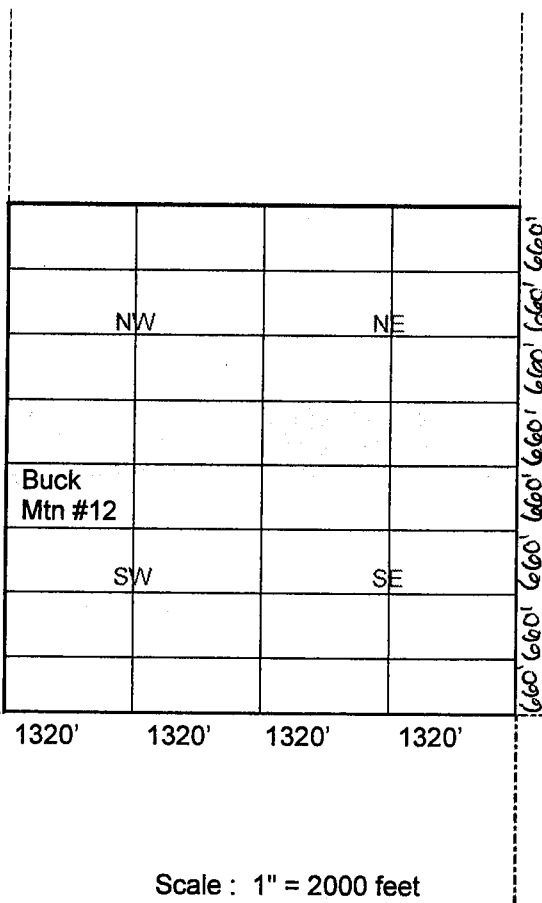 NW NE
Buck
Mtn #12
SW SE
660' 660' 660' 660' 660' 660' 660' 660'
1320' 1320' 1320' 1320'
Scale : 1" = 2000 feet